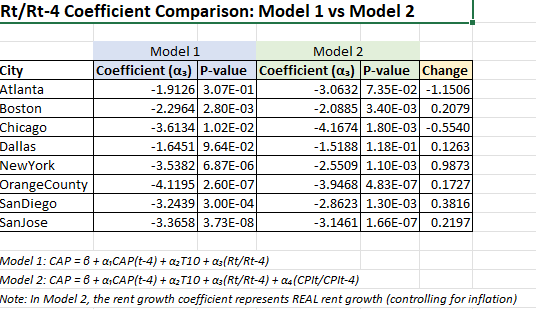 Rt/Rt-4 Coefficient Comparison: Model 1 vs Model 2
Model 1 Model 2
City Coefficient (α₃) P-value Coefficient (α₃) P-value Change
Atlanta -1.9126 3.07E-01 -3.0632 7.35E-02 -1.1506
Boston -2.2964 2.80E-03 -2.0885 3.40E-03 0.2079
Chicago -3.6134 1.02E-02 -4.1674 1.80E-03 -0.5540
Dallas -1.6451 9.64E-02 -1.5188 1.18E-01 0.1263
NewYork -3.5382 6.87E-06 -2.5509 1.10E-03 0.9873
OrangeCounty -4.1195 2.60E-07 -3.9468 4.83E-07 0.1727
SanDiego -3.2439 3.00E-04 -2.8623 1.30E-03 0.3816
SanJose -3.3658 3.73E-08 -3.1461 1.66E-07 0.2197
Model 1: CAP = β + α₁CAP(t-4) + α₂T10 + α₃(Rt/Rt-4)
Model 2: CAP = β + α₁CAP(t-4) + α₂T10 + α₃(Rt/Rt-4) + α₄(CPIt/CPIt-4)
Note: In Model 2, the rent growth coefficient represents REAL rent growth (controlling for inflation)